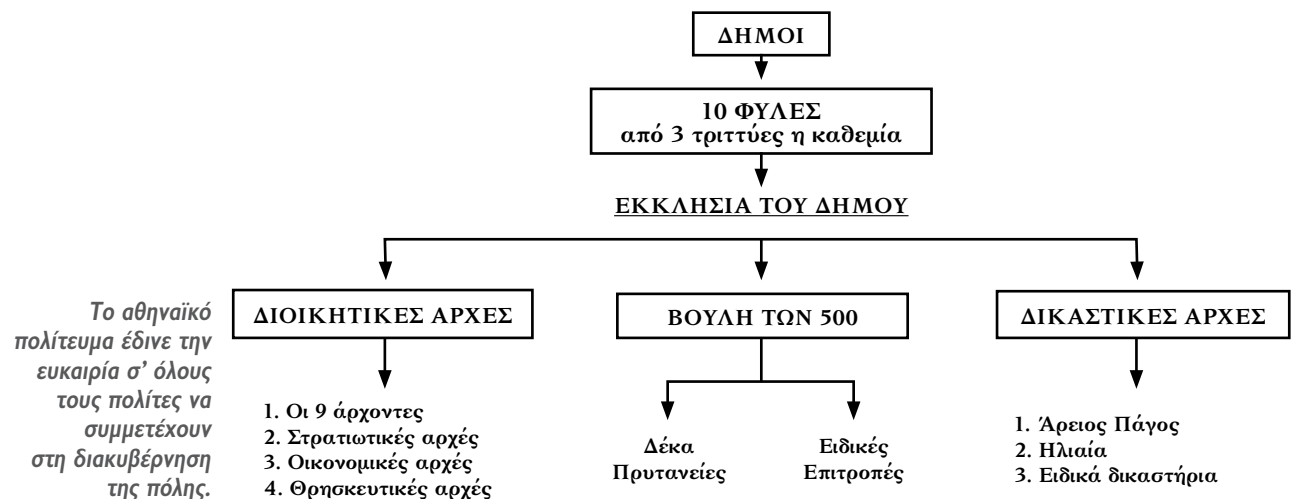 ΔΗΜΟΙ
10 ΦΥΛΕΣ
από 3 τριττύες η καθεμία
ΕΚΚΛΗΣΙΑ ΤΟΥ ΔΗΜΟΥ
ΔΙΟΙΚΗΤΙΚΕΣ ΑΡΧΕΣ
1. Οι 9 άρχοντες
2. Στρατιωτικές αρχές
3. Οικονομικές αρχές
4. Θρησκευτικές αρχές
ΒΟΥΛΗ ΤΩΝ 500
Δέκα
Πρυτανείες
Ειδικές
Επιτροπές
ΔΙΚΑΣΤΙΚΕΣ ΑΡΧΕΣ
1. Άρειος Πάγος
2. Ηλιαία
3. Ειδικά δικαστήρια
Το αθηναϊκό
πολίτευμα έδινε την
ευκαιρία σ' όλους
τους πολίτες να
συμμετέχουν
στη διακυβέρνηση
της πόλης.